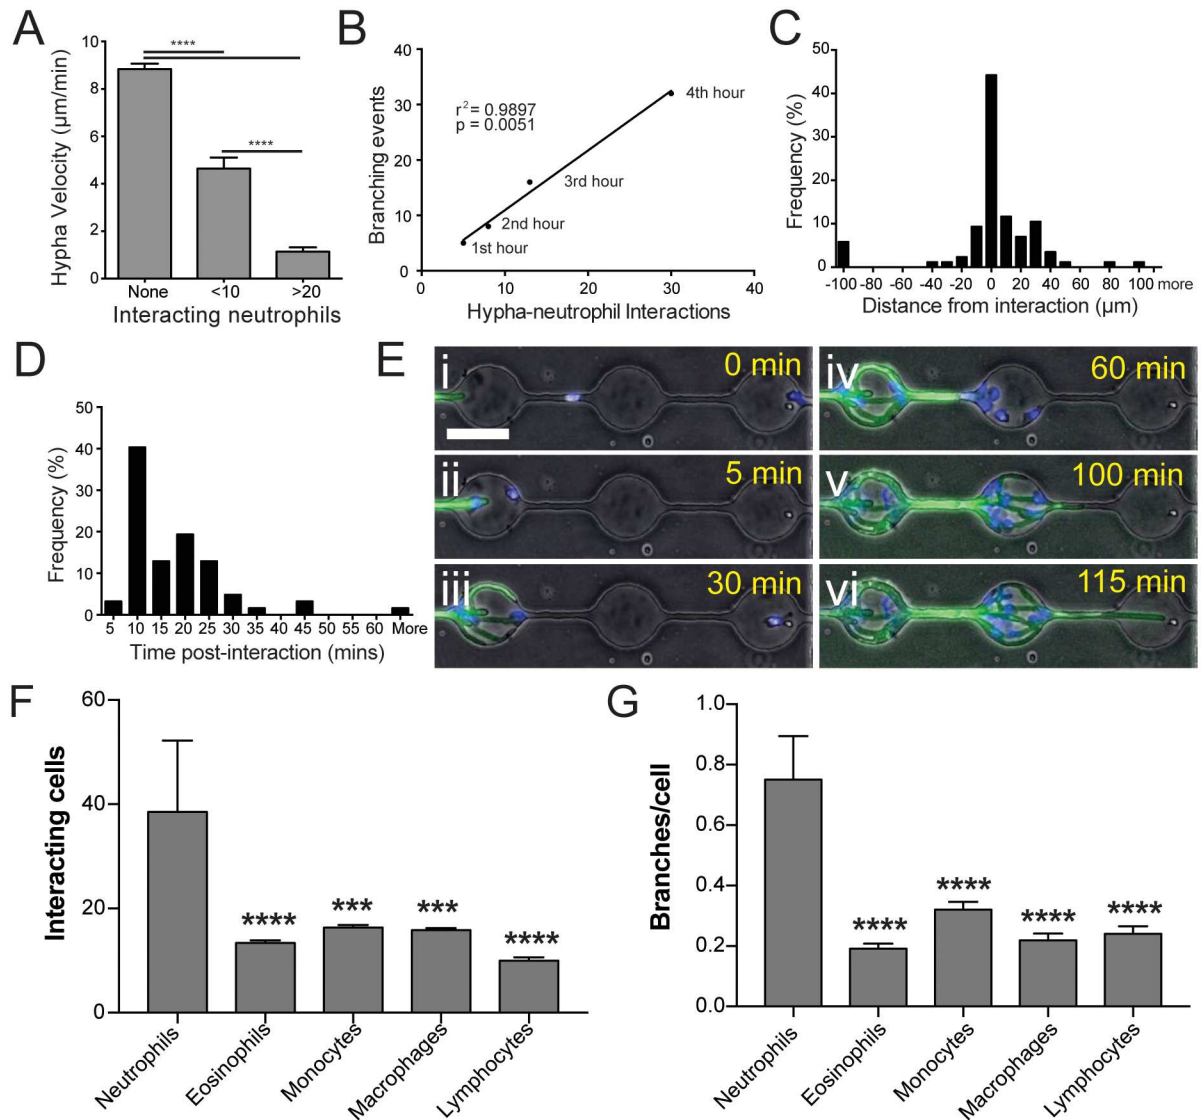 A
Hypha Velocity (µm/min)
10
8
6
4
2
0
****
****
None <10 >20
Interacting neutrophils
B
Branching events
40
30
20
10
0
r² = 0.9897
p = 0.0051
4th hour
3rd hour
2nd hour
1st hour
0 10 20 30 40
Hypha-neutrophil Interactions
C
Frequency (%)
50
40
30
20
10
0
-100 -80 -60 -40 -20 0 20 40 60 80 100 more
Distance from interaction (µm)
D
Frequency (%)
50
40
30
20
10
0
5 10 15 20 25 30 35 40 45 50 55 60 More
Time post-interaction (mins)
E
i 0 min
ii 5 min
iii 30 min
iv 60 min
v 100 min
vi 115 min
F
Interacting cells
60
40
20
0
**** *** *** ****
Neutrophils
Eosinophils
Monocytes
Macrophages
Lymphocytes
G
Branches/cell
1.0
0.8
0.6
0.4
0.2
0.0
**** **** **** ****
Neutrophils
Eosinophils
Monocytes
Macrophages
Lymphocytes